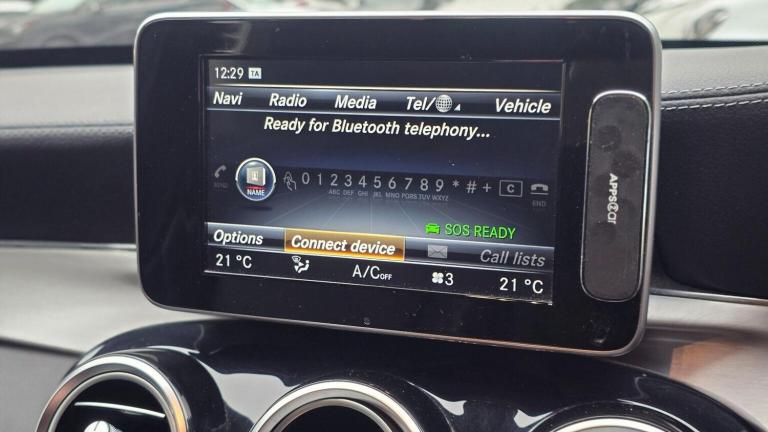 12:29 TA
Navi Radio Media Tel/ Vehicle
Ready for Bluetooth telephony...
SEND NAME 0 1 2 3 4 5 6 7 8 9 * # + C END
ABC DEF GHI JKL MNO PQRS TUV WXYZ
SOS READY
Options Connect device Call lists
21 °C A/C OFF 3 21 °C
APPS2car